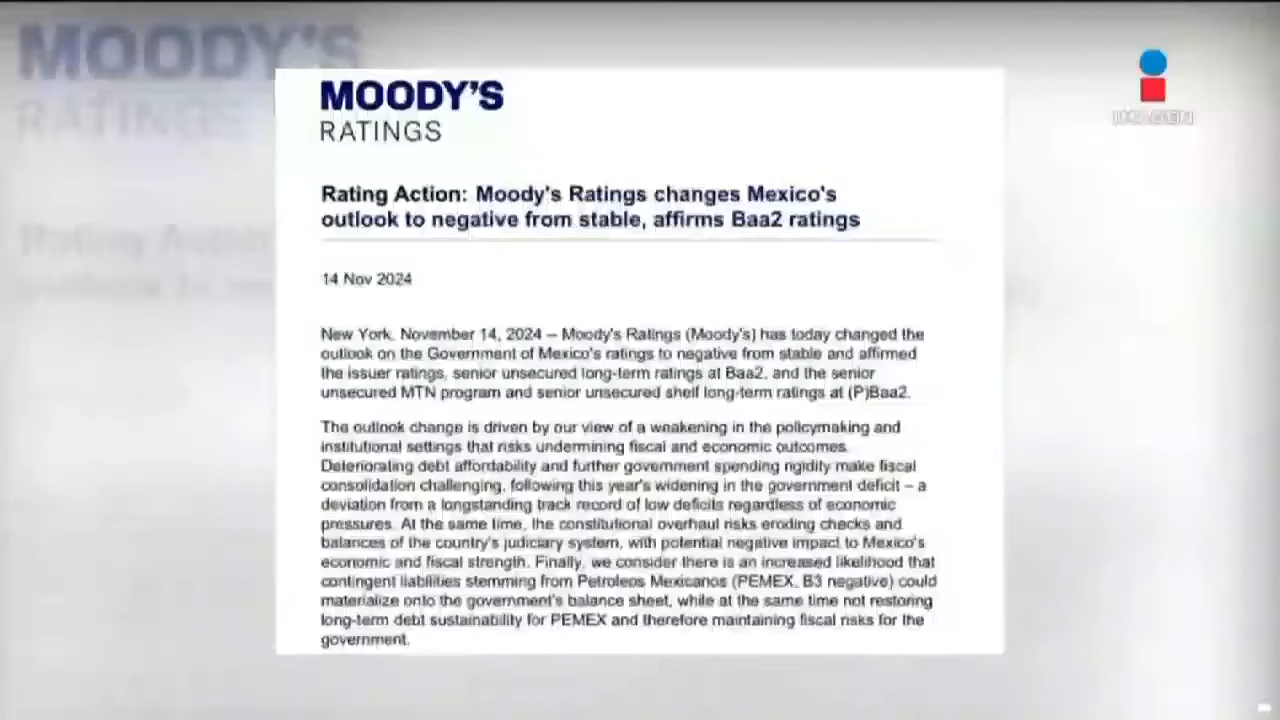 MOODY'S
RATINGS
MOODY'S
RATINGS
IMAGEN
Rating Action: Moody's Ratings changes Mexico's
outlook to negative from stable, affirms Baa2 ratings
14 Nov 2024
New York, November 14, 2024 – Moody's Ratings (Moody's) has today changed the
outlook on the Government of Mexico's ratings to negative from stable and affirmed
the issuer ratings, senior unsecured long-term ratings at Baa2, and the senior
unsecured MTN program and senior unsecured shelf long-term ratings at (P)Baa2.
The outlook change is driven by our view of a weakening in the policymaking and
institutional settings that risks undermining fiscal and economic outcomes.
Deteriorating debt affordability and further government spending rigidity make fiscal
consolidation challenging, following this year's widening in the government deficit – a
deviation from a longstanding track record of low deficits regardless of economic
pressures. At the same time, the constitutional overhaul risks eroding checks and
balances of the country's judiciary system, with potential negative impact to Mexico's
economic and fiscal strength. Finally, we consider there is an increased likelihood that
contingent liabilities stemming from Petroleos Mexicanos (PEMEX, B3 negative) could
materialize onto the government's balance sheet, while at the same time not restoring
long-term debt sustainability for PEMEX and therefore maintaining fiscal risks for the
government.